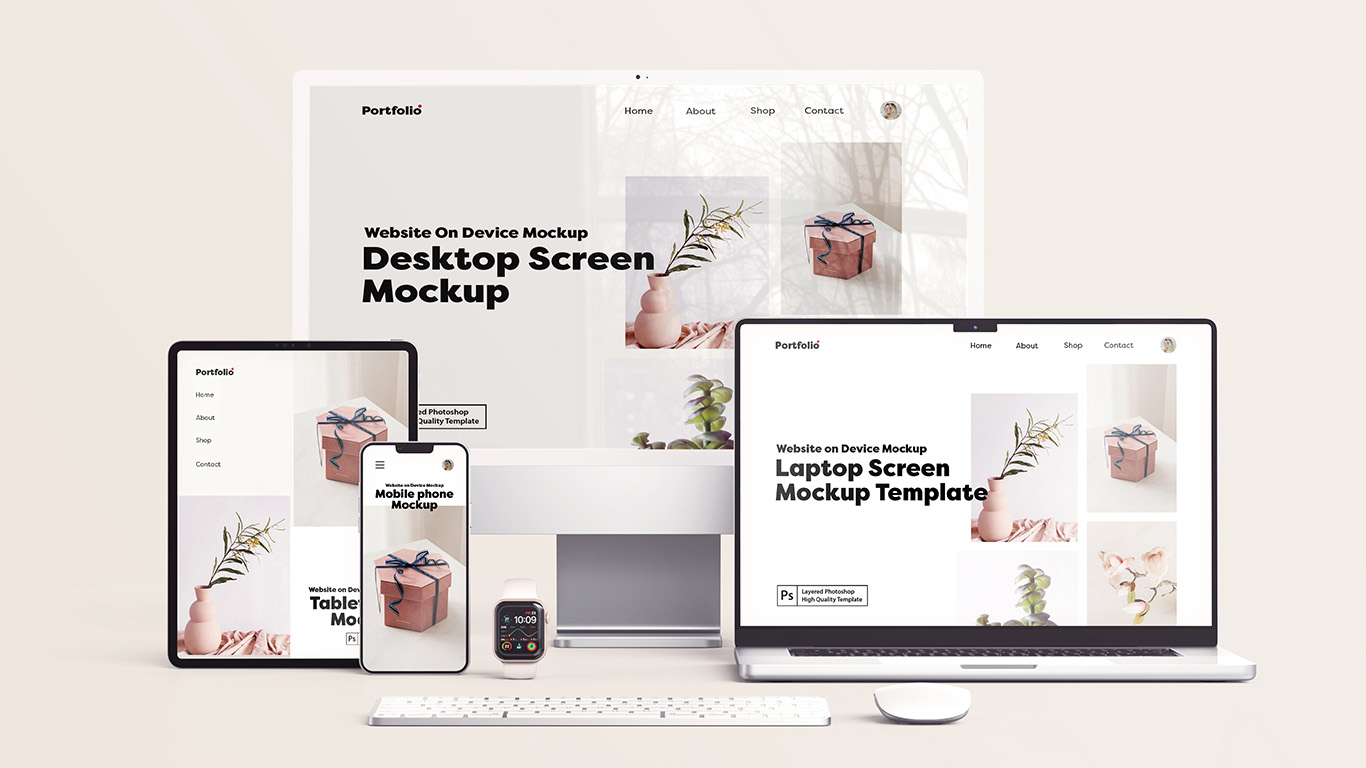 Portfolio
Home About Shop Contact
Website On Device Mockup
Desktop Screen
Mockup
ed Photoshop
Quality Template
Portfolio
Home
About
Shop
Contact
Website on Dev
Table
Mo
Ps
Website on Device Mockup
Mobile phone
Mockup
10:09
Portfolio
Home About Shop Contact
Website on Device Mockup
Laptop Screen
Mockup Template
Ps
Layered Photoshop
High Quality Template